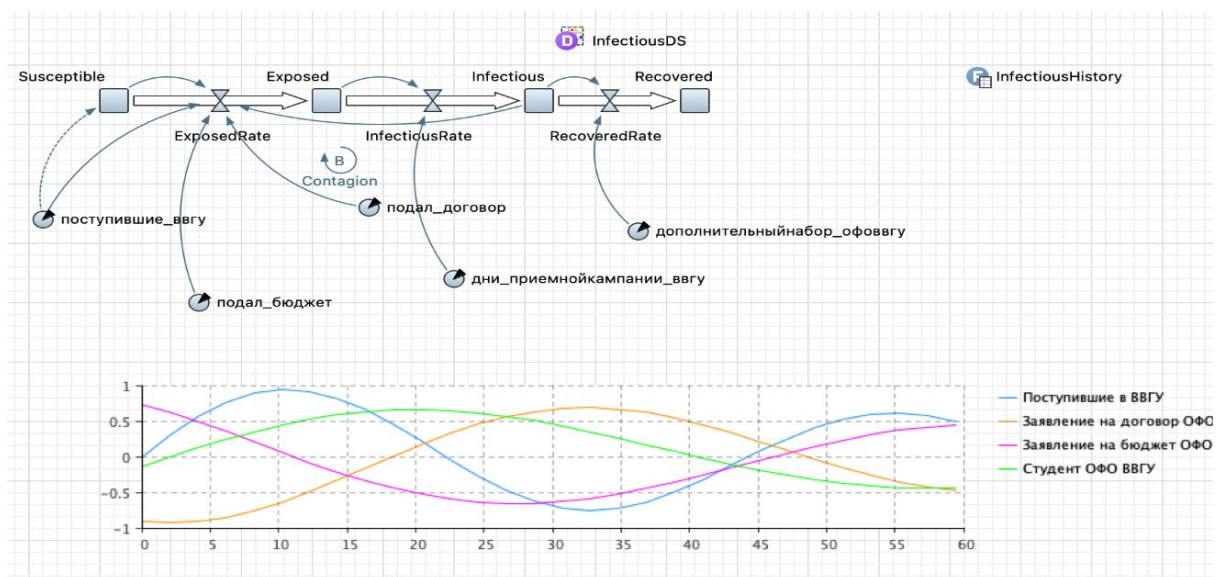 D InfectiousDS
Susceptible Exposed Infectious Recovered
F InfectiousHistory
ExposedRate InfectiousRate RecoveredRate
B
Contagion
поступившие_ввгу
подал_договор
дополнительныйнабор_офоввгу
дни_приемнойкампании_ввгу
подал_бюджет
1
0.5
0
-0.5
-1
0 5 10 15 20 25 30 35 40 45 50 55 60
Поступившие в ВВГУ
Заявление на договор ОФО
Заявление на бюджет ОФО
Студент ОФО ВВГУ